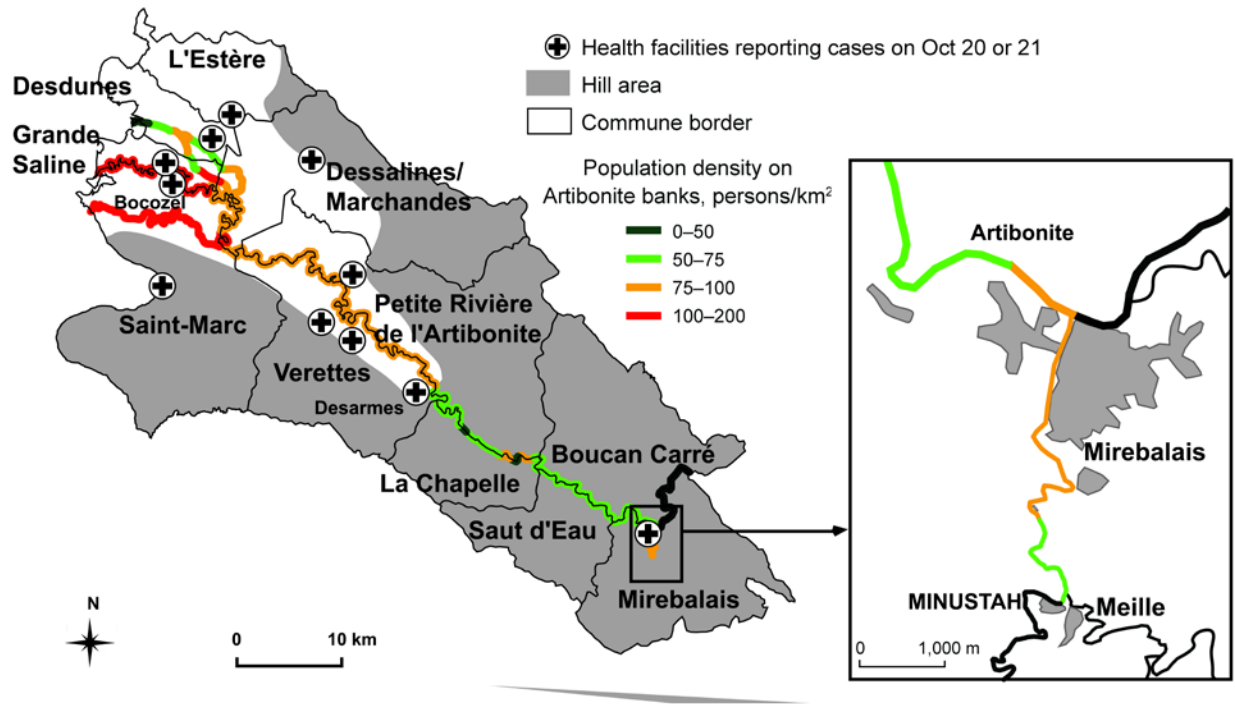 L'Estère
Desdunes
Grande
Saline
Bocozel
Dessalines/
Marchandes
Saint-Marc
Petite Rivière
de l'Artibonite
Verettes
Desarmes
La Chapelle
Boucan Carré
Saut d'Eau
Mirebalais
N
0 10 km
Health facilities reporting cases on Oct 20 or 21
Hill area
Commune border
Population density on
Artibonite banks, persons/km²
0–50
50–75
75–100
100–200
Artibonite
Mirebalais
MINUSTAH
Meille
0 1,000 m